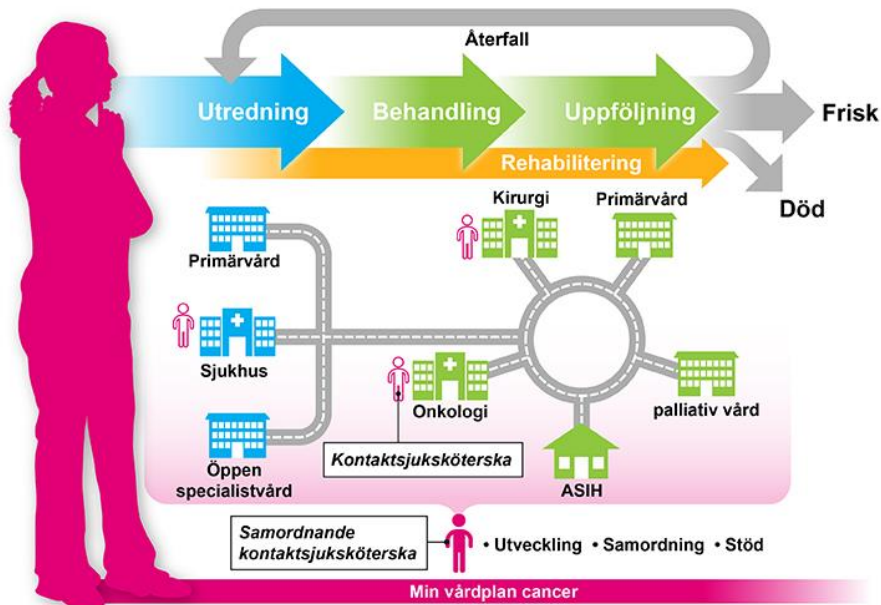 Återfall
Utredning
Behandling
Uppföljning
Frisk
Rehabilitering
Död
Kirurgi
Primärvård
Primärvård
Sjukhus
Onkologi
palliativ vård
Kontaktsjuksköterska
Öppen
specialistvård
ASIH
Samordnande
kontaktsjuksköterska
• Utveckling • Samordning • Stöd
Min vårdplan cancer